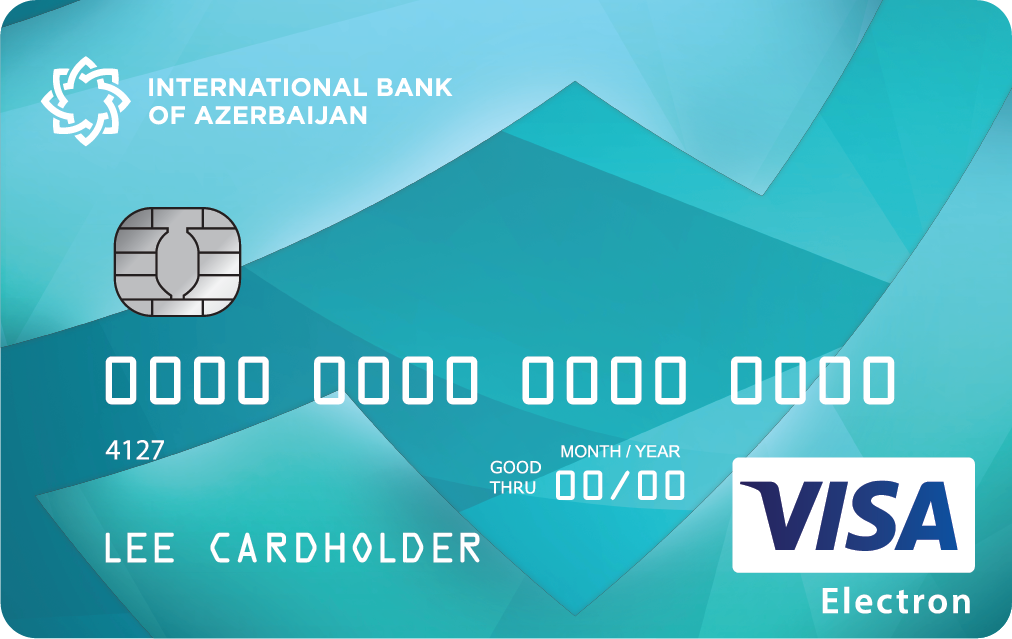 INTERNATIONAL BANK
OF AZERBAIJAN
0000 0000 0000 0000
4127
MONTH / YEAR
GOOD
THRU 00/00
LEE CARDHOLDER
VISA
Electron